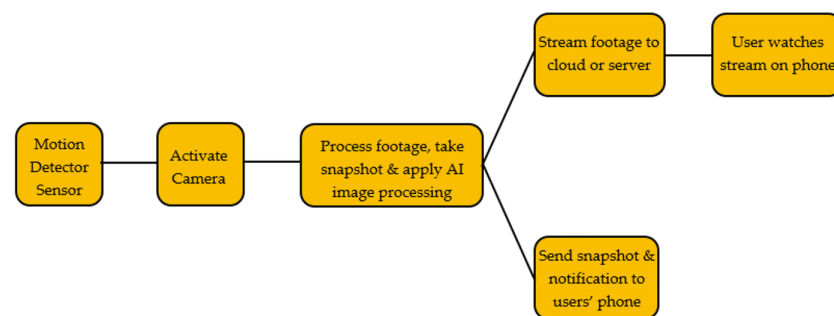 Motion
Detector
Sensor
Activate
Camera
Process footage, take
snapshot & apply AI
image processing
Stream footage to
cloud or server
User watches
stream on phone
Send snapshot &
notification to
users’ phone